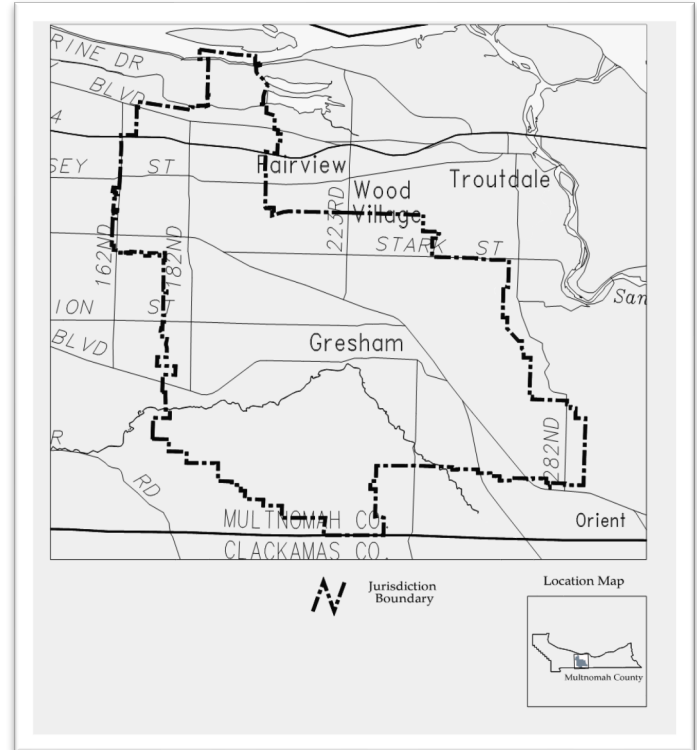 RINE DR
BLVD
4
SEY ST
Fairview
Troutdale
Wood
Village
223RD
STARK ST
162ND
182ND
San
ION ST
BLVD
Gresham
282ND
R
RD
MULTNOMAH CO.
CLACKAMAS CO.
Orient
Jurisdiction
Boundary
Location Map
Multnomah County